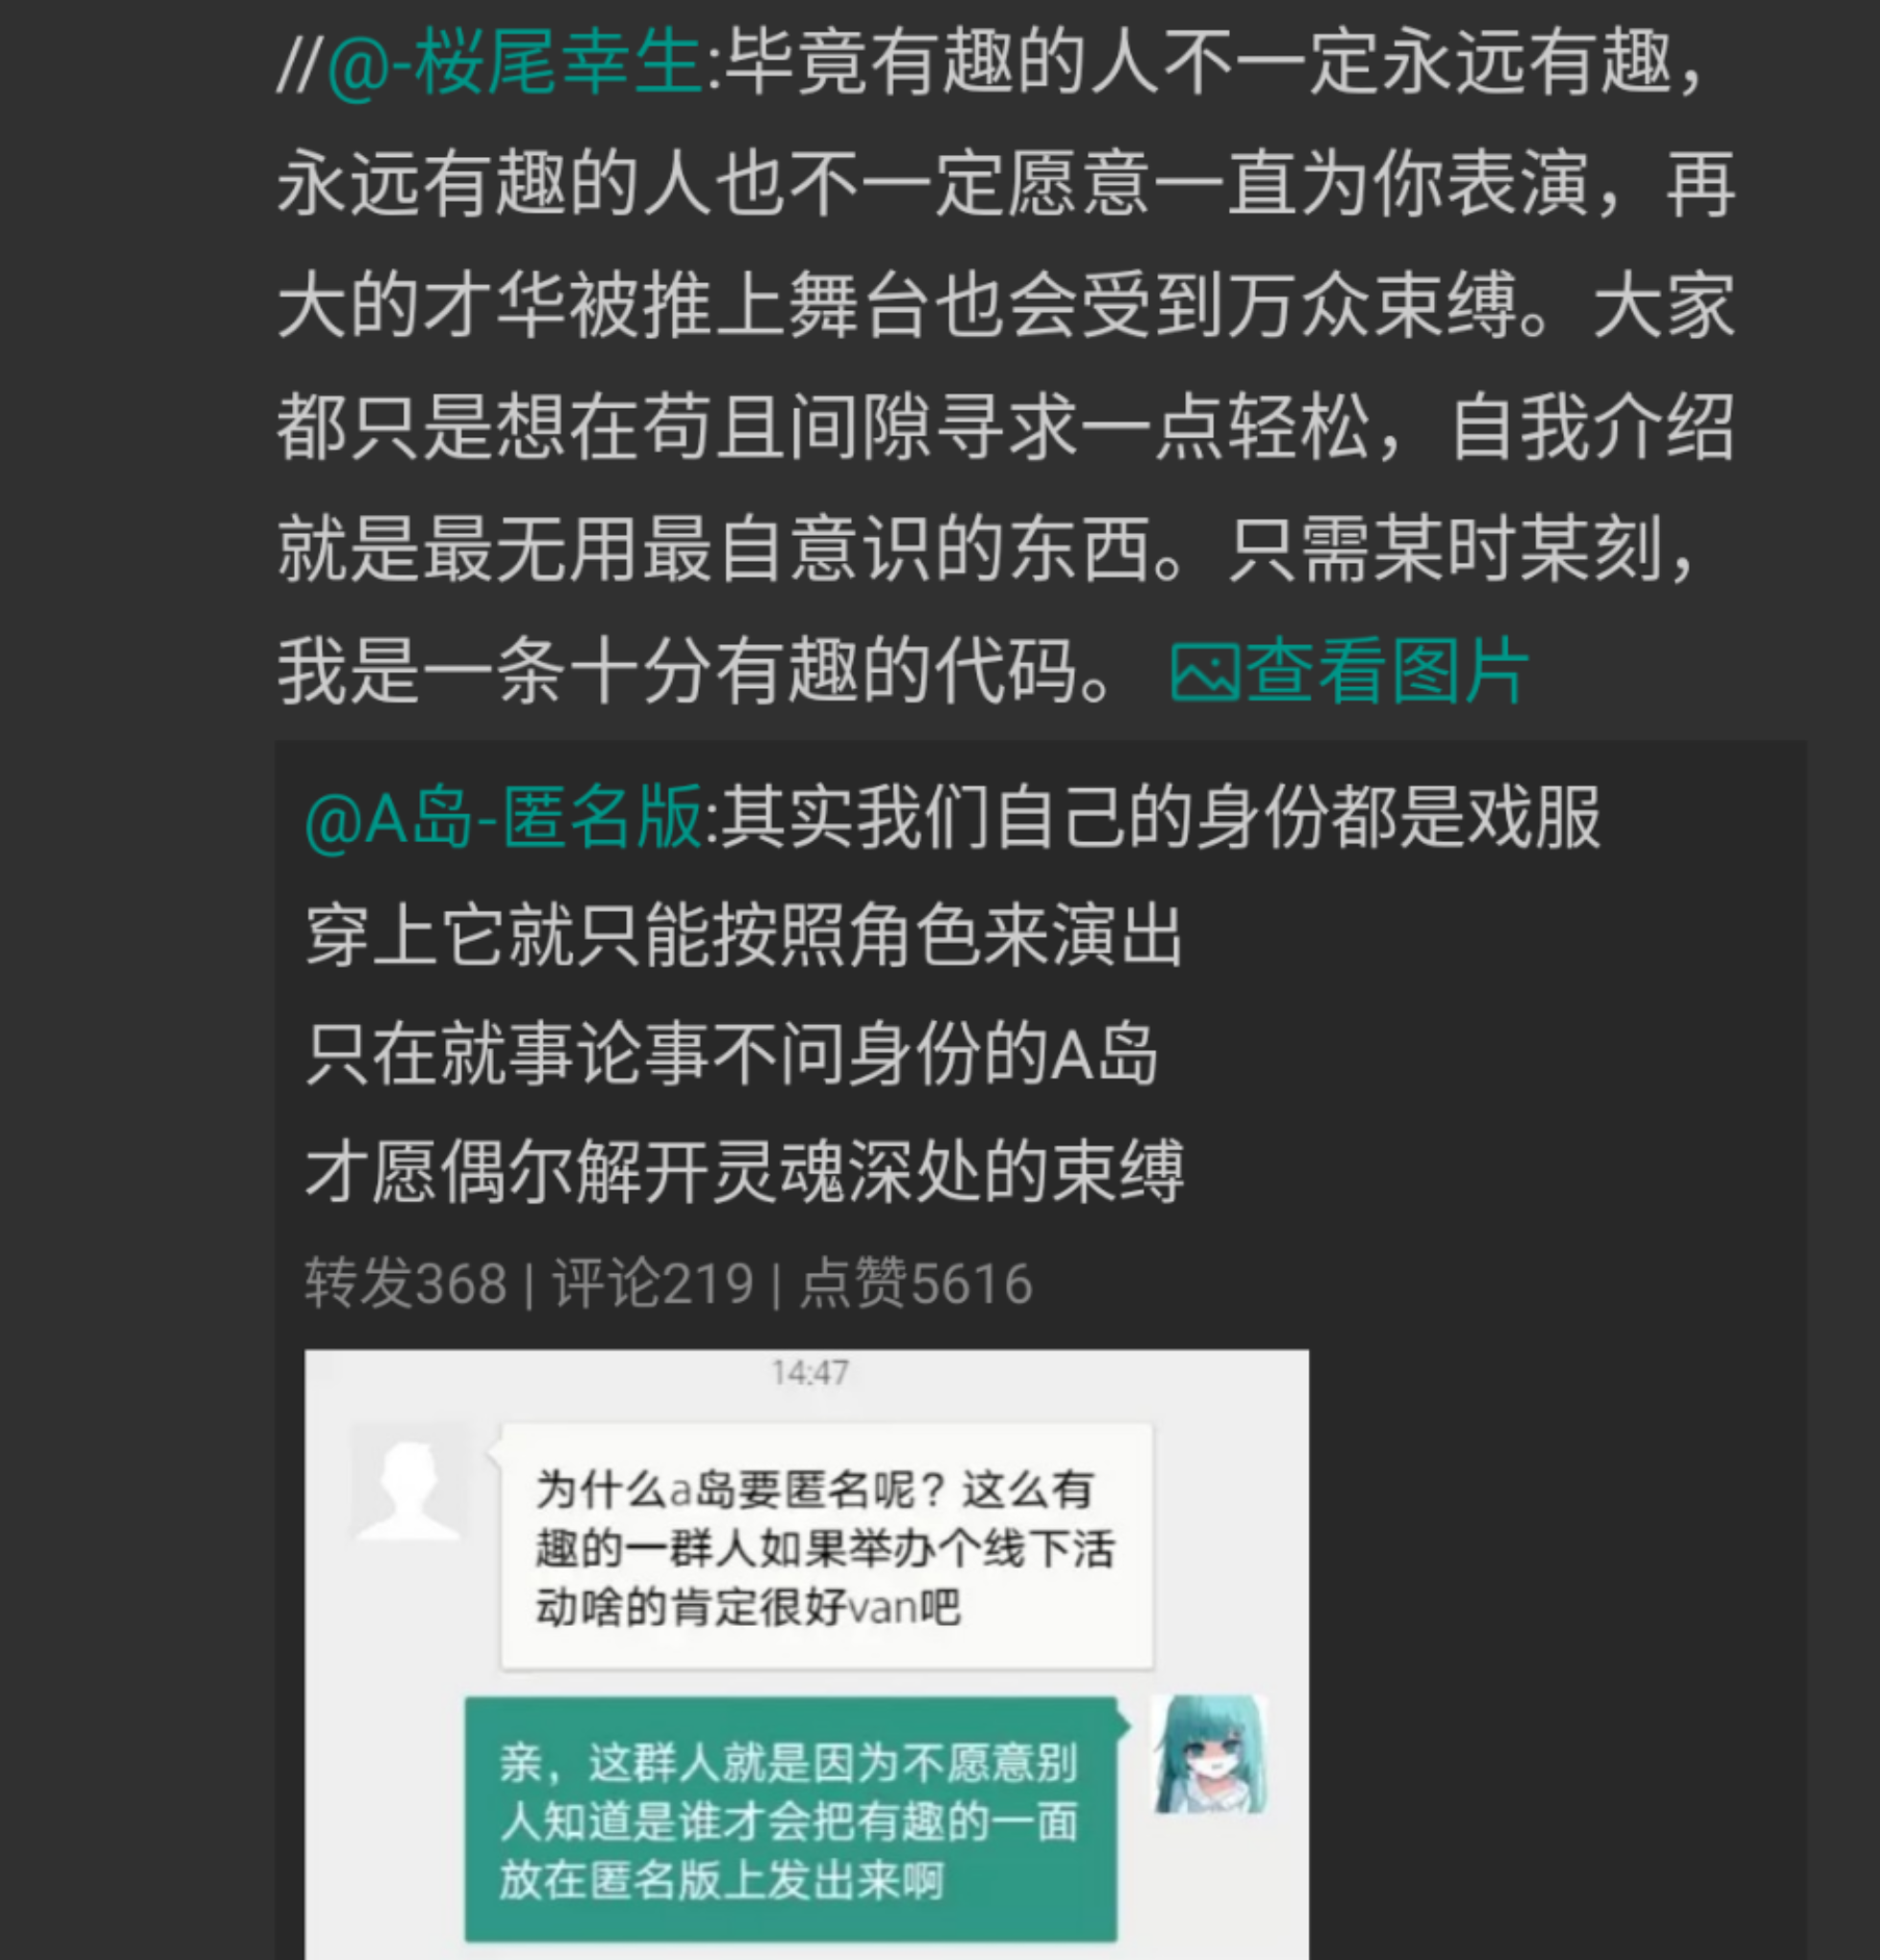 //@-桜尾幸生:毕竟有趣的人不一定永远有趣，
永远有趣的人也不一定愿意一直为你表演，再
大的才华被推上舞台也会受到万众束缚。大家
都只是想在苟且间隙寻求一点轻松，自我介绍
就是最无用最自意识的东西。只需某时某刻，
我是一条十分有趣的代码。 查看图片
@A岛-匿名版:其实我们自己的身份都是戏服
穿上它就只能按照角色来演出
只在就事论事不问身份的A岛
才愿偶尔解开灵魂深处的束缚
转发368 | 评论219 | 点赞5616
14:47
为什么a岛要匿名呢？这么有
趣的一群人如果举办个线下活
动啥的肯定很好van吧
亲，这群人就是因为不愿意别
人知道是谁才会把有趣的一面
放在匿名版上发出来啊